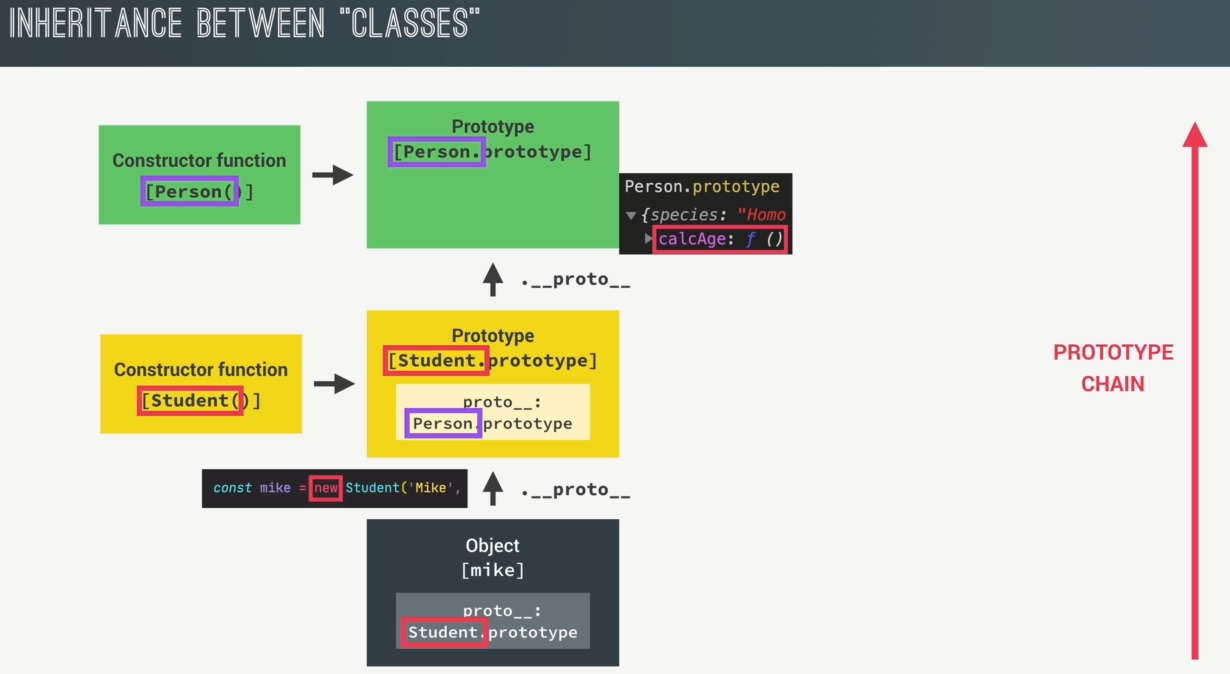 INHERITANCE BETWEEN "CLASSES"
Prototype
[Person.prototype]
Constructor function
[Person()]
Person.prototype
{species: "Homo
calcAge: ƒ ()
.__proto__
Prototype
[Student.prototype]
Constructor function
[Student()]
proto__:
Person.prototype
PROTOTYPE
CHAIN
const mike = new Student('Mike',
.__proto__
Object
[mike]
proto__:
Student.prototype